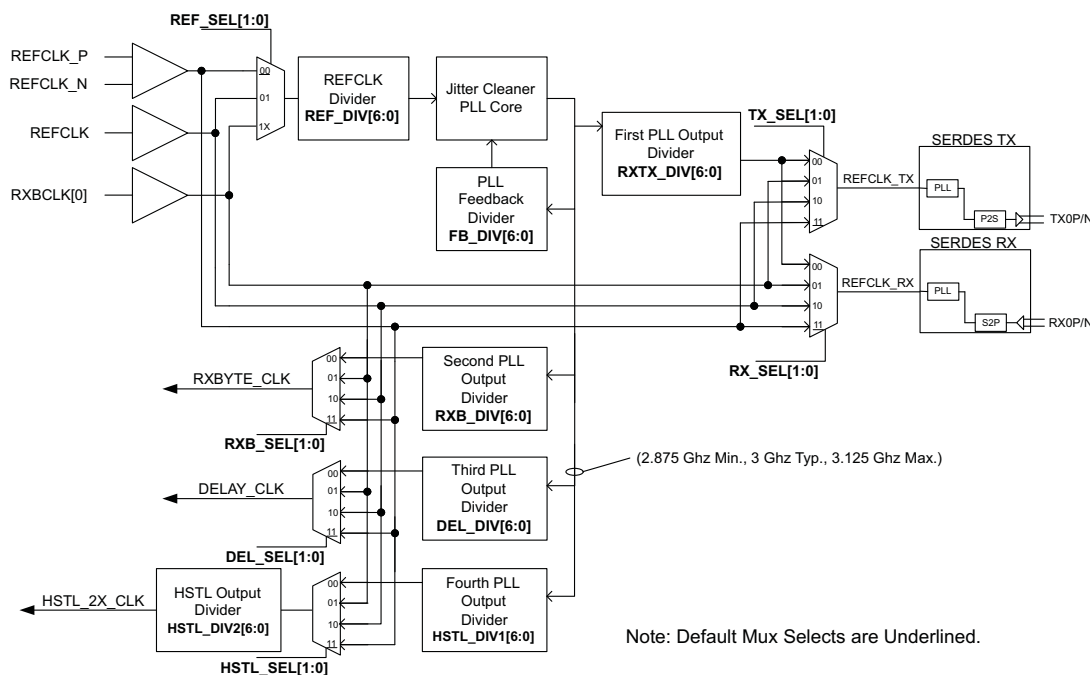 REF_SEL[1:0]
REFCLK_P
REFCLK_N
REFCLK
RXBCLK[0]
00
01
1X
REFCLK
Divider
REF_DIV[6:0]
Jitter Cleaner
PLL Core
PLL
Feedback
Divider
FB_DIV[6:0]
First PLL Output
Divider
RXTX_DIV[6:0]
TX_SEL[1:0]
00
01
10
11
REFCLK_TX
SERDES TX
PLL
P2S
TX0P/N
00
01
10
11
REFCLK_RX
SERDES RX
PLL
S2P
RX0P/N
RX_SEL[1:0]
RXBYTE_CLK
00
01
10
11
RXB_SEL[1:0]
Second PLL
Output
Divider
RXB_DIV[6:0]
(2.875 Ghz Min., 3 Ghz Typ., 3.125 Ghz Max.)
DELAY_CLK
00
01
10
11
DEL_SEL[1:0]
Third PLL
Output
Divider
DEL_DIV[6:0]
HSTL_2X_CLK
HSTL Output
Divider
HSTL_DIV2[6:0]
00
01
10
11
HSTL_SEL[1:0]
Fourth PLL
Output
Divider
HSTL_DIV1[6:0]
Note: Default Mux Selects are Underlined.